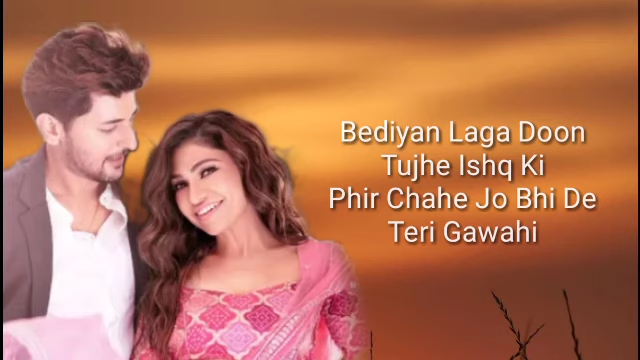 Bediyan Laga Doon
Tujhe Ishq Ki
Phir Chahe Jo Bhi De
Teri Gawahi